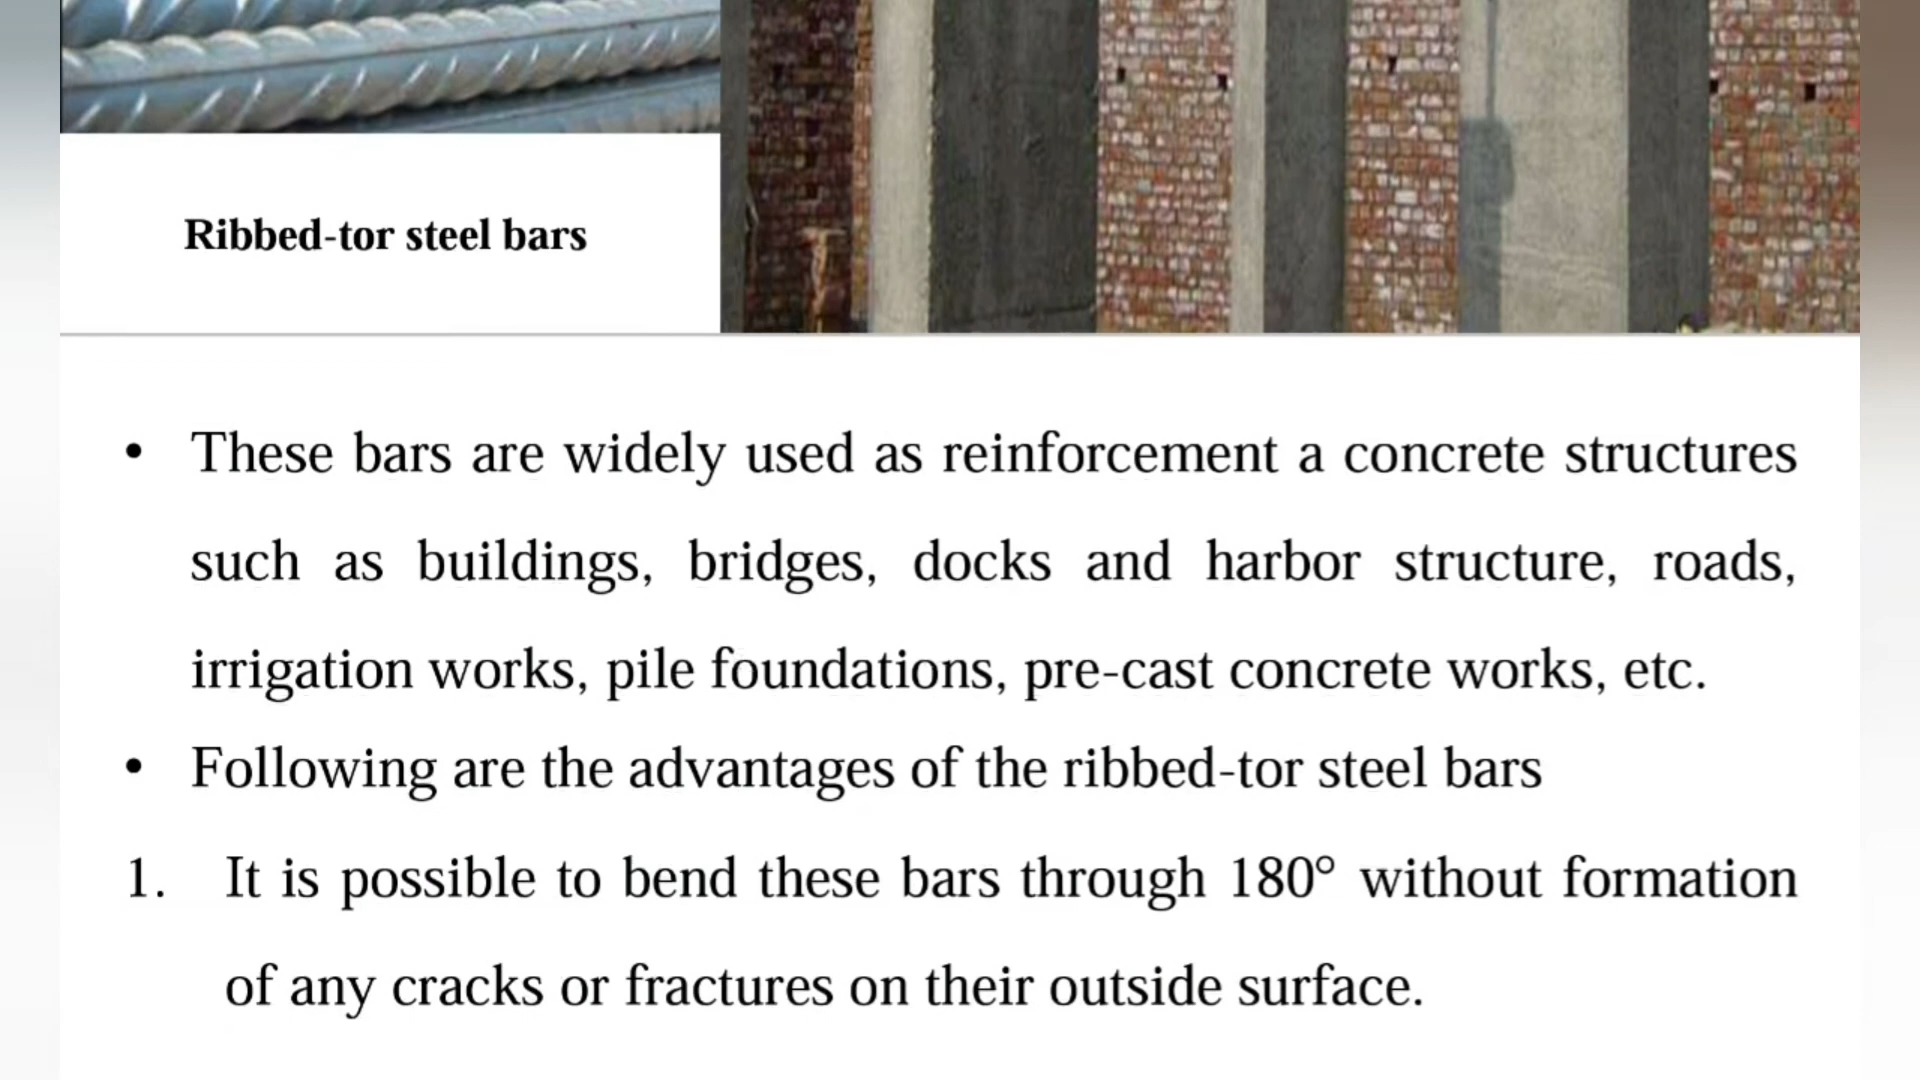 Ribbed-tor steel bars
• These bars are widely used as reinforcement a concrete structures
such as buildings, bridges, docks and harbor structure, roads,
irrigation works, pile foundations, pre-cast concrete works, etc.
• Following are the advantages of the ribbed-tor steel bars
1. It is possible to bend these bars through 180° without formation
of any cracks or fractures on their outside surface.